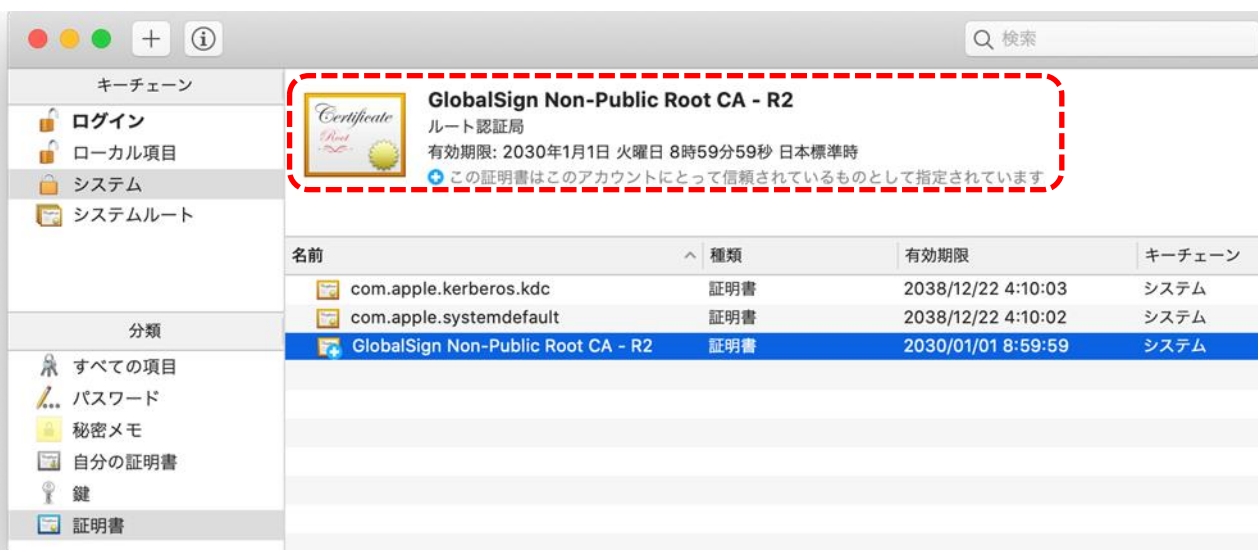 検索
キーチェーン
ログイン
ローカル項目
システム
システムルート
Certificate
Root
GlobalSign Non-Public Root CA - R2
ルート認証局
有効期限: 2030年1月1日 火曜日 8時59分59秒 日本標準時
この証明書はこのアカウントにとって信頼されているものとして指定されています
名前 種類 有効期限 キーチェーン
com.apple.kerberos.kdc 証明書 2038/12/22 4:10:03 システム
com.apple.systemdefault 証明書 2038/12/22 4:10:02 システム
GlobalSign Non-Public Root CA - R2 証明書 2030/01/01 8:59:59 システム
分類
すべての項目
パスワード
秘密メモ
自分の証明書
鍵
証明書